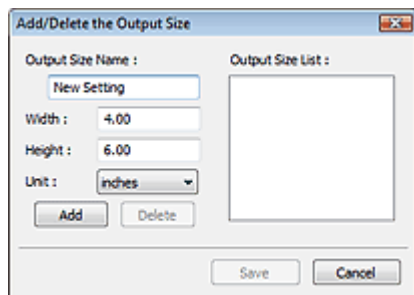 Add/Delete the Output Size
Output Size Name :
Output Size List :
New Setting
Width :
4.00
Height :
6.00
Unit :
inches
Add
Delete
Save
Cancel